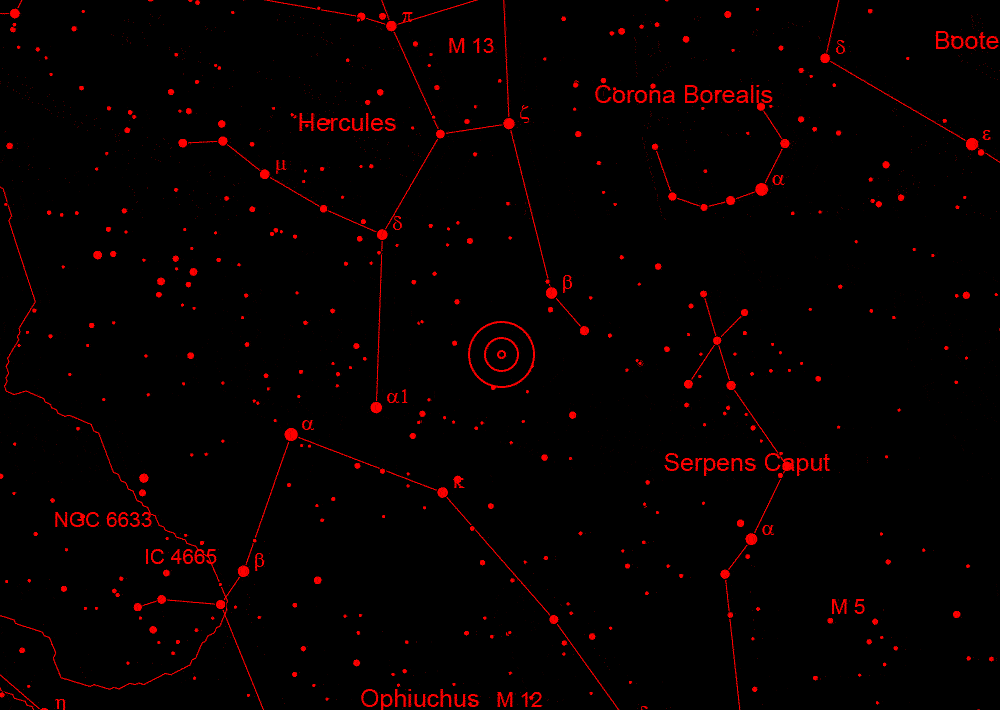 π
M 13
δ
Boote
Corona Borealis
Hercules
ζ
ε
μ
α
δ
β
α1
α
Serpens Caput
κ
NGC 6633
α
IC 4665
β
M 5
Ophiuchus
M 12
η